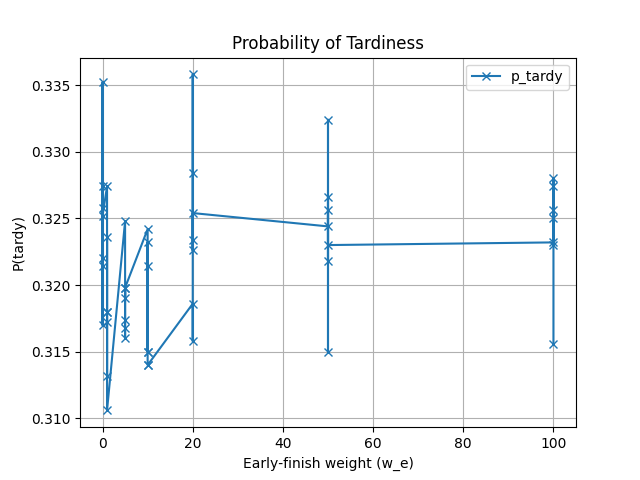 Probability of Tardiness
p_tardy
P(tardy)
0.335
0.330
0.325
0.320
0.315
0.310
0 20 40 60 80 100
Early-finish weight (w_e)